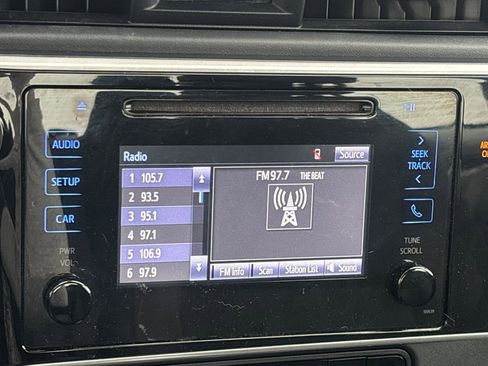 AUDIO
SETUP
CAR
PWR
VOL
Radio
Source
1 105.7
2 93.5
3 95.1
4 97.1
5 106.9
6 97.9
FM 97.7 THE BEAT
FM Info
Scan
Station List
Sound
SEEK
TRACK
TUNE
SCROLL